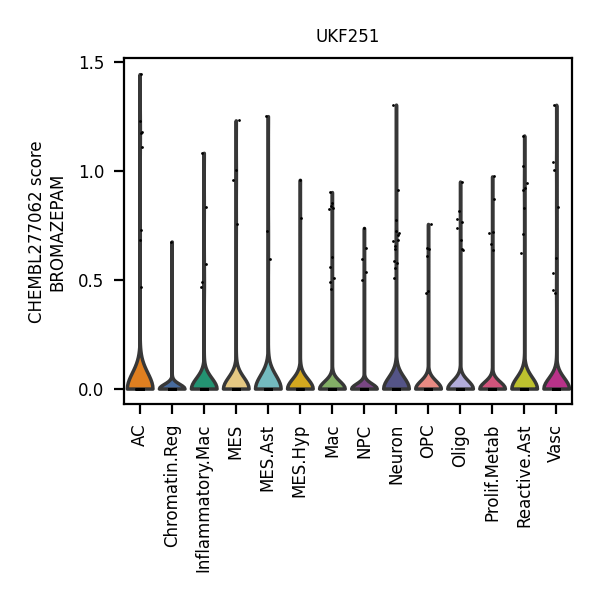 UKF251
CHEMBL277062 score
BROMAZEPAM
1.5
1.0
0.5
0.0
AC
Chromatin.Reg
Inflammatory.Mac
MES
MES.Ast
MES.Hyp
Mac
NPC
Neuron
OPC
Oligo
Prolif.Metab
Reactive.Ast
Vasc